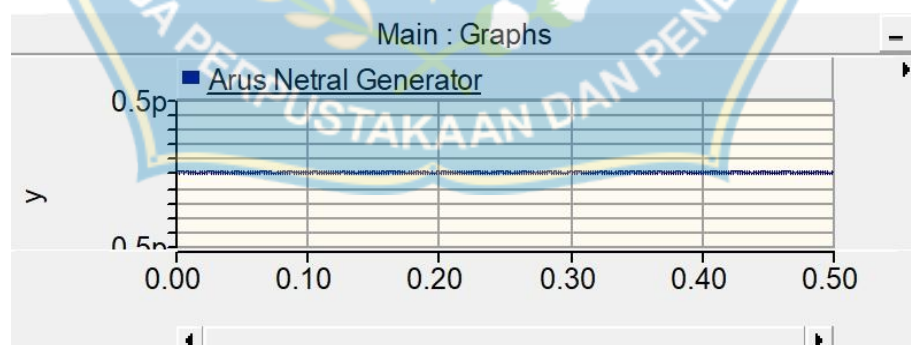 Main : Graphs
Arus Netral Generator
0.5p
y
0.5p
0.00 0.10 0.20 0.30 0.40 0.50
PERPUSTAKAAN DAN PEN